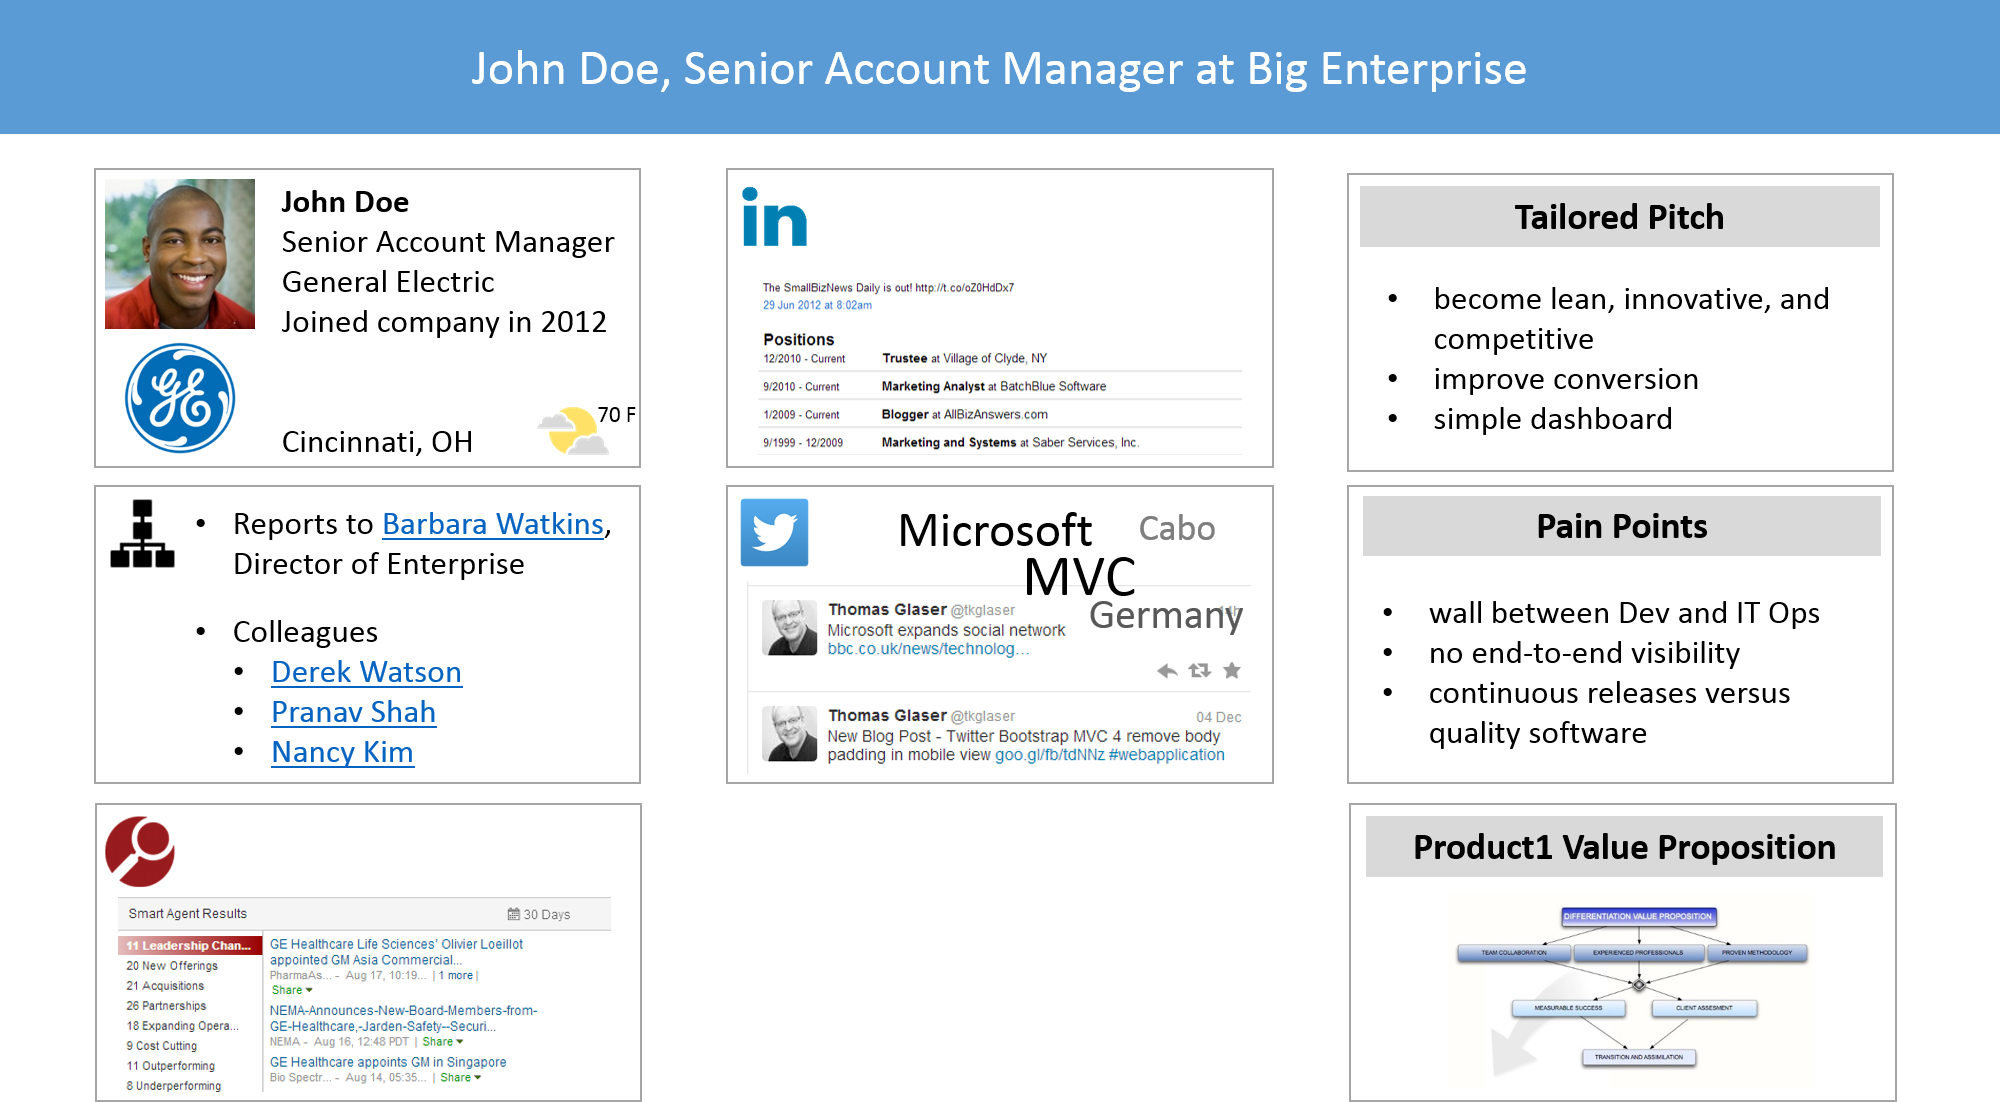 John Doe, Senior Account Manager at Big Enterprise
John Doe
Senior Account Manager
General Electric
Joined company in 2012
GE
Cincinnati, OH
70 F
in
The SmallBizNews Daily is out! http://t.co/oZ0HdDx7
29 Jun 2012 at 8:02am
Positions
12/2010 - Current Trustee at Village of Clyde, NY
9/2010 - Current Marketing Analyst at BatchBlue Software
1/2009 - Current Blogger at AllBizAnswers.com
9/1999 - 12/2009 Marketing and Systems at Saber Services, Inc.
Tailored Pitch
• become lean, innovative, and
competitive
• improve conversion
• simple dashboard
• Reports to Barbara Watkins,
Director of Enterprise
• Colleagues
• Derek Watson
• Pranav Shah
• Nancy Kim
Microsoft Cabo
MVC
Germany
Thomas Glaser @tkglaser
Microsoft expands social network
bbc.co.uk/news/technolog...
Thomas Glaser @tkglaser 04 Dec
New Blog Post - Twitter Bootstrap MVC 4 remove body
padding in mobile view goo.gl/fb/tdNNz #webapplication
Pain Points
• wall between Dev and IT Ops
• no end-to-end visibility
• continuous releases versus
quality software
Smart Agent Results 30 Days
11 Leadership Chan...
20 New Offerings
21 Acquisitions
26 Partnerships
18 Expanding Opera...
9 Cost Cutting
11 Outperforming
8 Underperforming
GE Healthcare Life Sciences' Olivier Loeillot
appointed GM Asia Commercial...
PharmaAs... - Aug 17, 10:19... | 1 more |
Share
NEMA-Announces-New-Board-Members-from-
GE-Healthcare,-Jarden-Safety--Securi...
NEMA - Aug 16, 12:48 PDT | Share
GE Healthcare appoints GM in Singapore
Bio Spectr... - Aug 14, 05:35... | Share
Product1 Value Proposition
DIFFERENTIATION VALUE PROPOSITION
TEAM COLLABORATION EXPERIENCED PROFESSIONALS PROVEN METHODOLOGY
MEASURABLE SUCCESS CLIENT ASSESMENT
TRANSITION AND ASSIMILATION